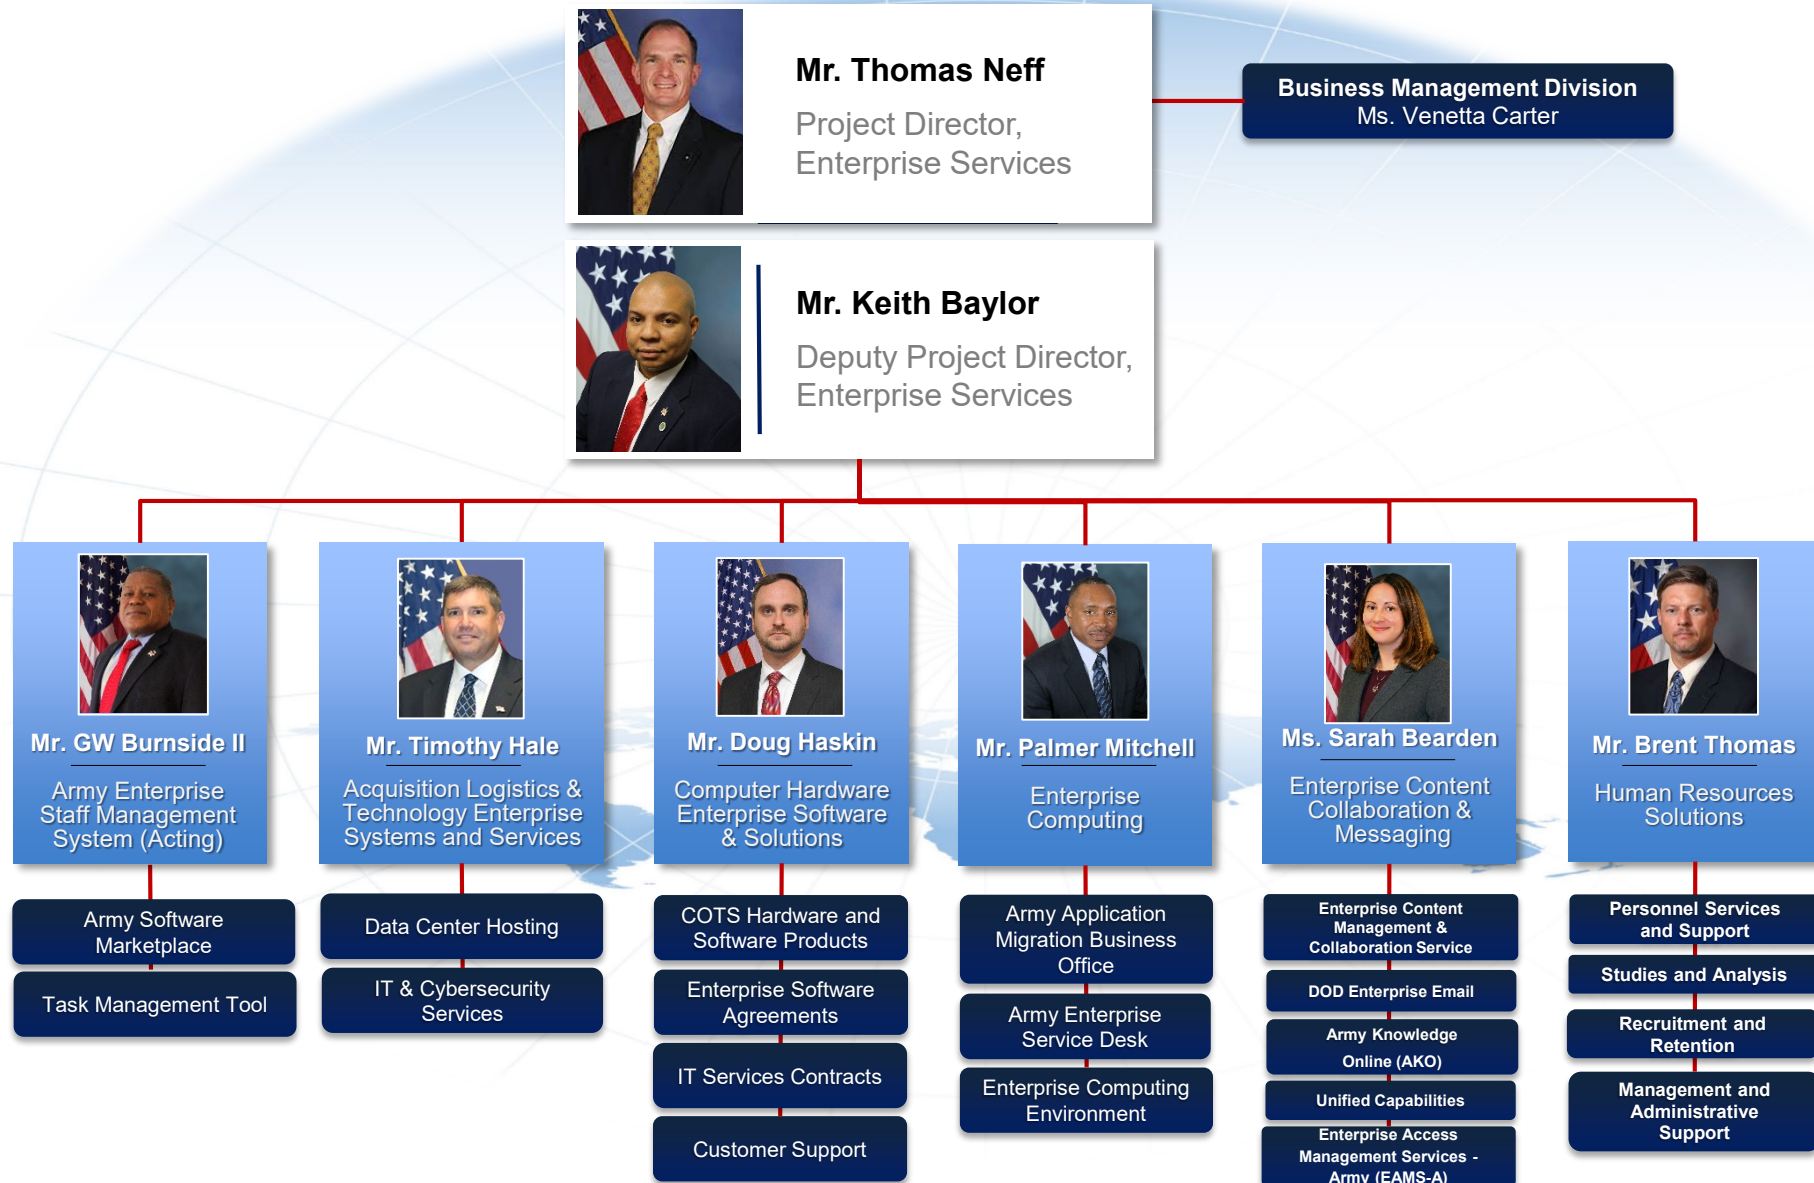 Mr. Thomas Neff
Project Director,
Enterprise Services
Business Management Division
Ms. Venetta Carter
Mr. Keith Baylor
Deputy Project Director,
Enterprise Services
Mr. GW Burnside II
Army Enterprise
Staff Management
System (Acting)
Army Software
Marketplace
Task Management Tool
Mr. Timothy Hale
Acquisition Logistics &
Technology Enterprise
Systems and Services
Data Center Hosting
IT & Cybersecurity
Services
Mr. Doug Haskin
Computer Hardware
Enterprise Software
& Solutions
COTS Hardware and
Software Products
Enterprise Software
Agreements
IT Services Contracts
Customer Support
Mr. Palmer Mitchell
Enterprise
Computing
Army Application
Migration Business
Office
Army Enterprise
Service Desk
Enterprise Computing
Environment
Ms. Sarah Bearden
Enterprise Content
Collaboration &
Messaging
Enterprise Content
Management &
Collaboration Service
DOD Enterprise Email
Army Knowledge
Online (AKO)
Unified Capabilities
Enterprise Access
Management Services -
Army (EAMS-A)
Mr. Brent Thomas
Human Resources
Solutions
Personnel Services
and Support
Studies and Analysis
Recruitment and
Retention
Management and
Administrative
Support